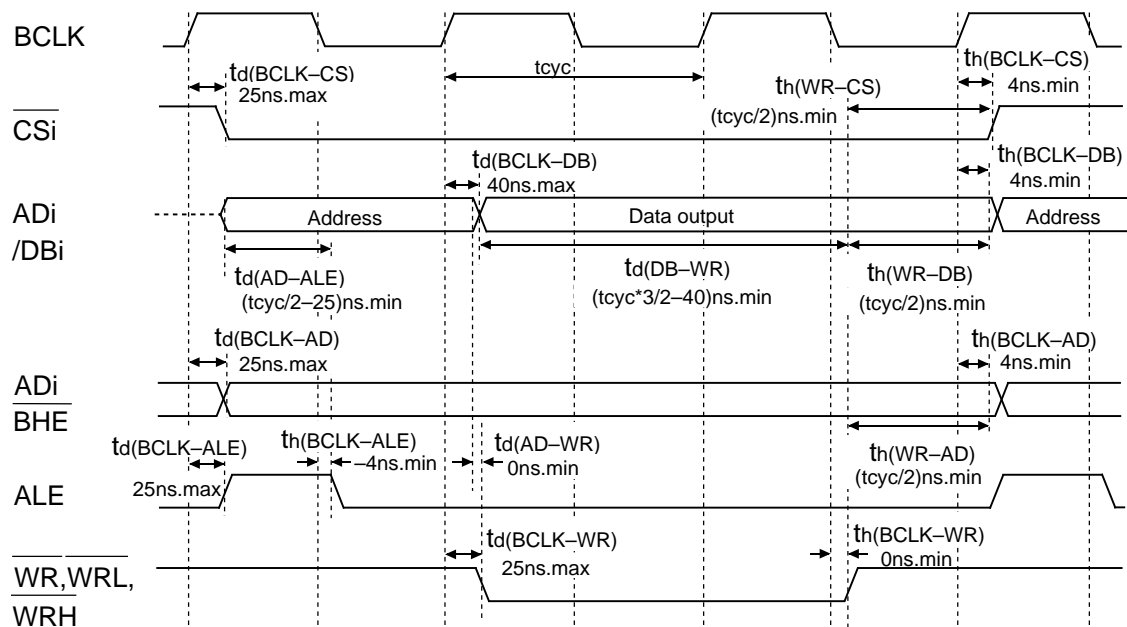 BCLK
td(BCLK–CS)
25ns.max
tcyc
th(BCLK–CS)
4ns.min
th(WR–CS)
(tcyc/2)ns.min
CSi
td(BCLK–DB)
40ns.max
th(BCLK–DB)
4ns.min
ADi
/DBi
Address
Data output
Address
td(AD–ALE)
(tcyc/2–25)ns.min
td(DB–WR)
(tcyc*3/2–40)ns.min
th(WR–DB)
(tcyc/2)ns.min
td(BCLK–AD)
25ns.max
th(BCLK–AD)
4ns.min
ADi
BHE
td(BCLK–ALE)
25ns.max
th(BCLK–ALE)
–4ns.min
td(AD–WR)
0ns.min
th(WR–AD)
(tcyc/2)ns.min
ALE
td(BCLK–WR)
25ns.max
th(BCLK–WR)
0ns.min
WR,WRL,
WRH